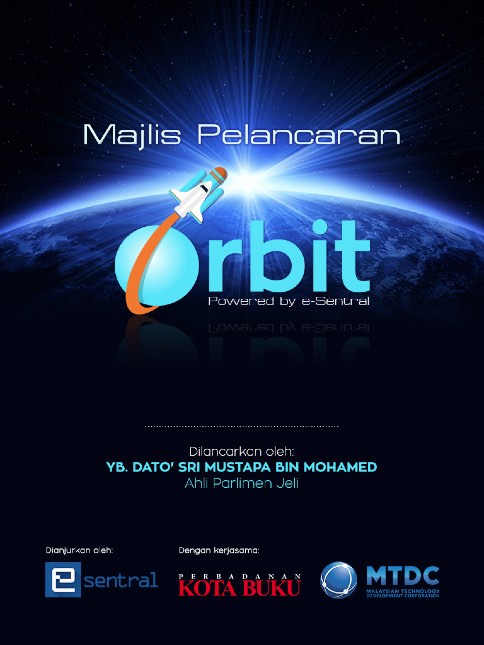 Majlis Pelancaran
Orbit
Powered by e-Sentral
Dilancarkan oleh:
YB. DATO' SRI MUSTAPA BIN MOHAMED
Ahli Parlimen Jeli
Dianjurkan oleh:
Dengan kerjasama:
e sentral
PERBADANAN
KOTA BUKU
MTDC
MALAYSIAN TECHNOLOGY
DEVELOPMENT CORPORATION